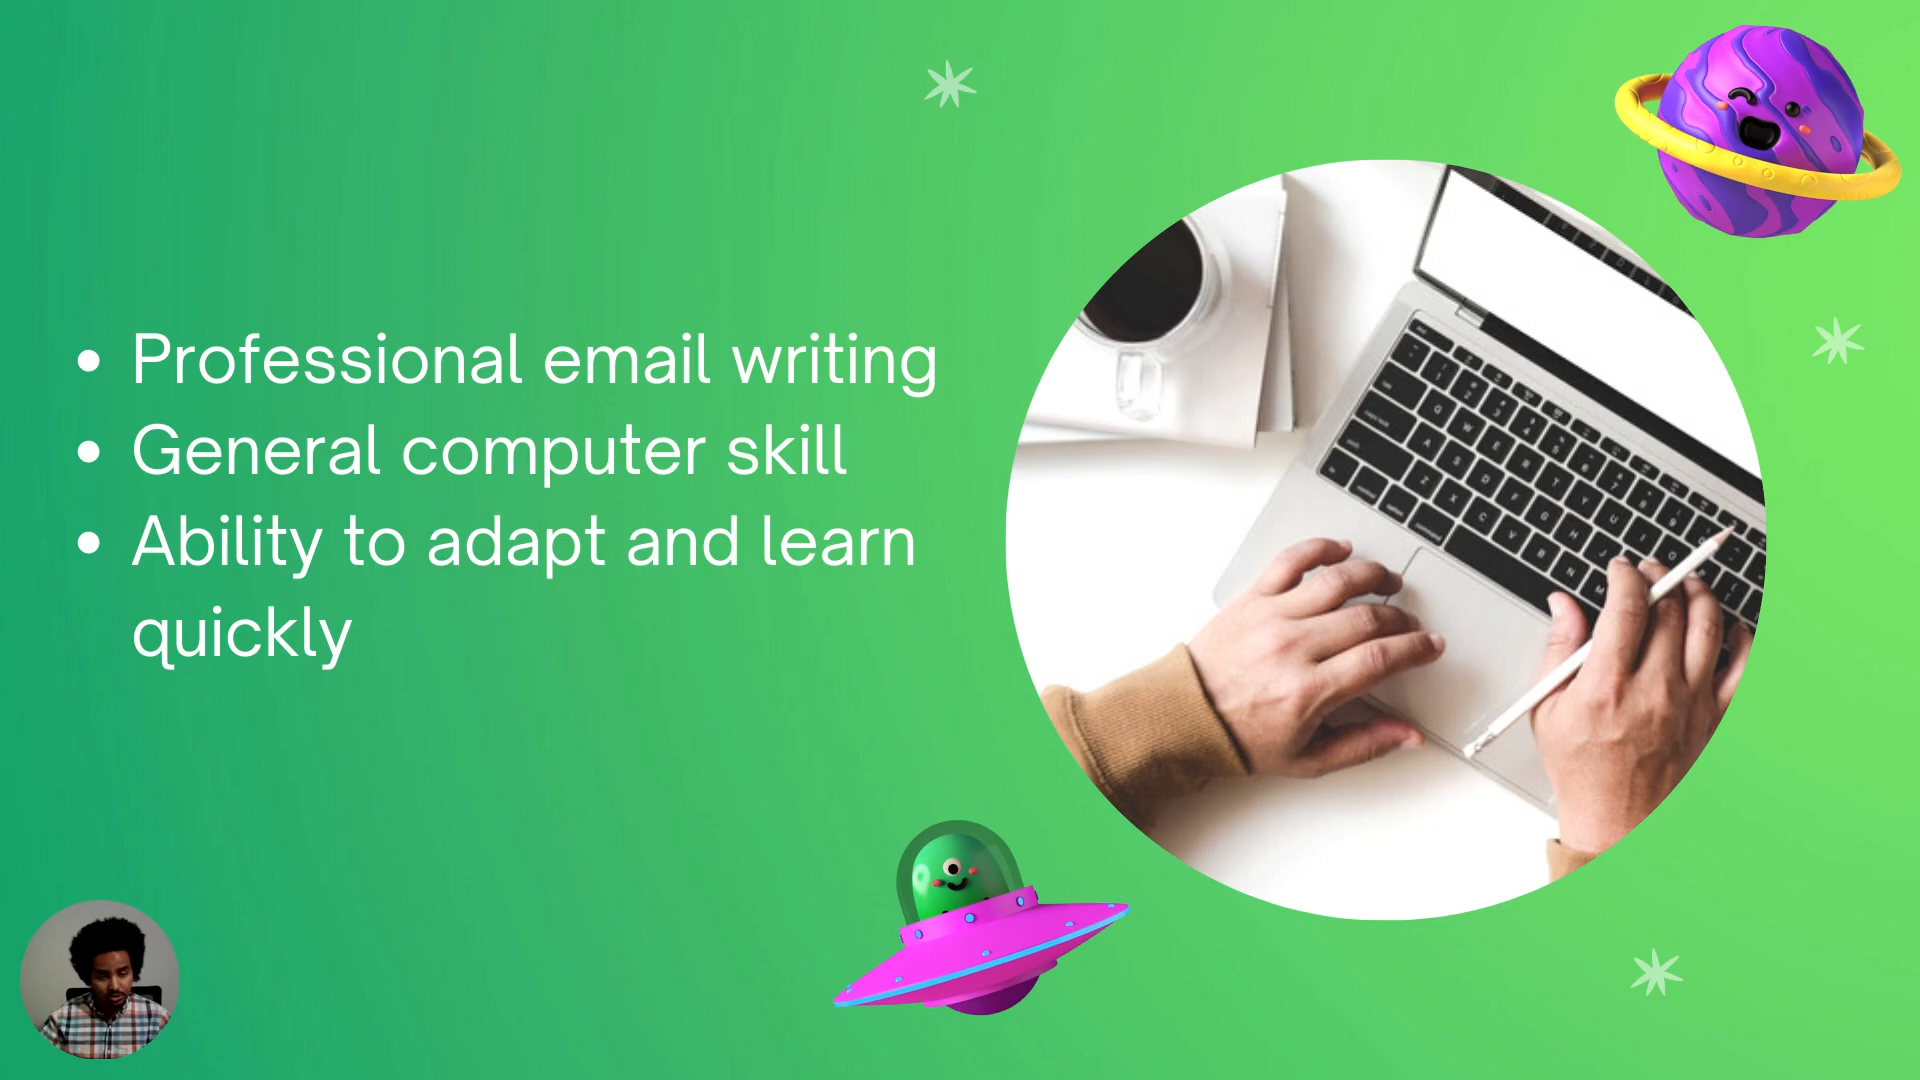 Professional email writing
General computer skill
Ability to adapt and learn
quickly